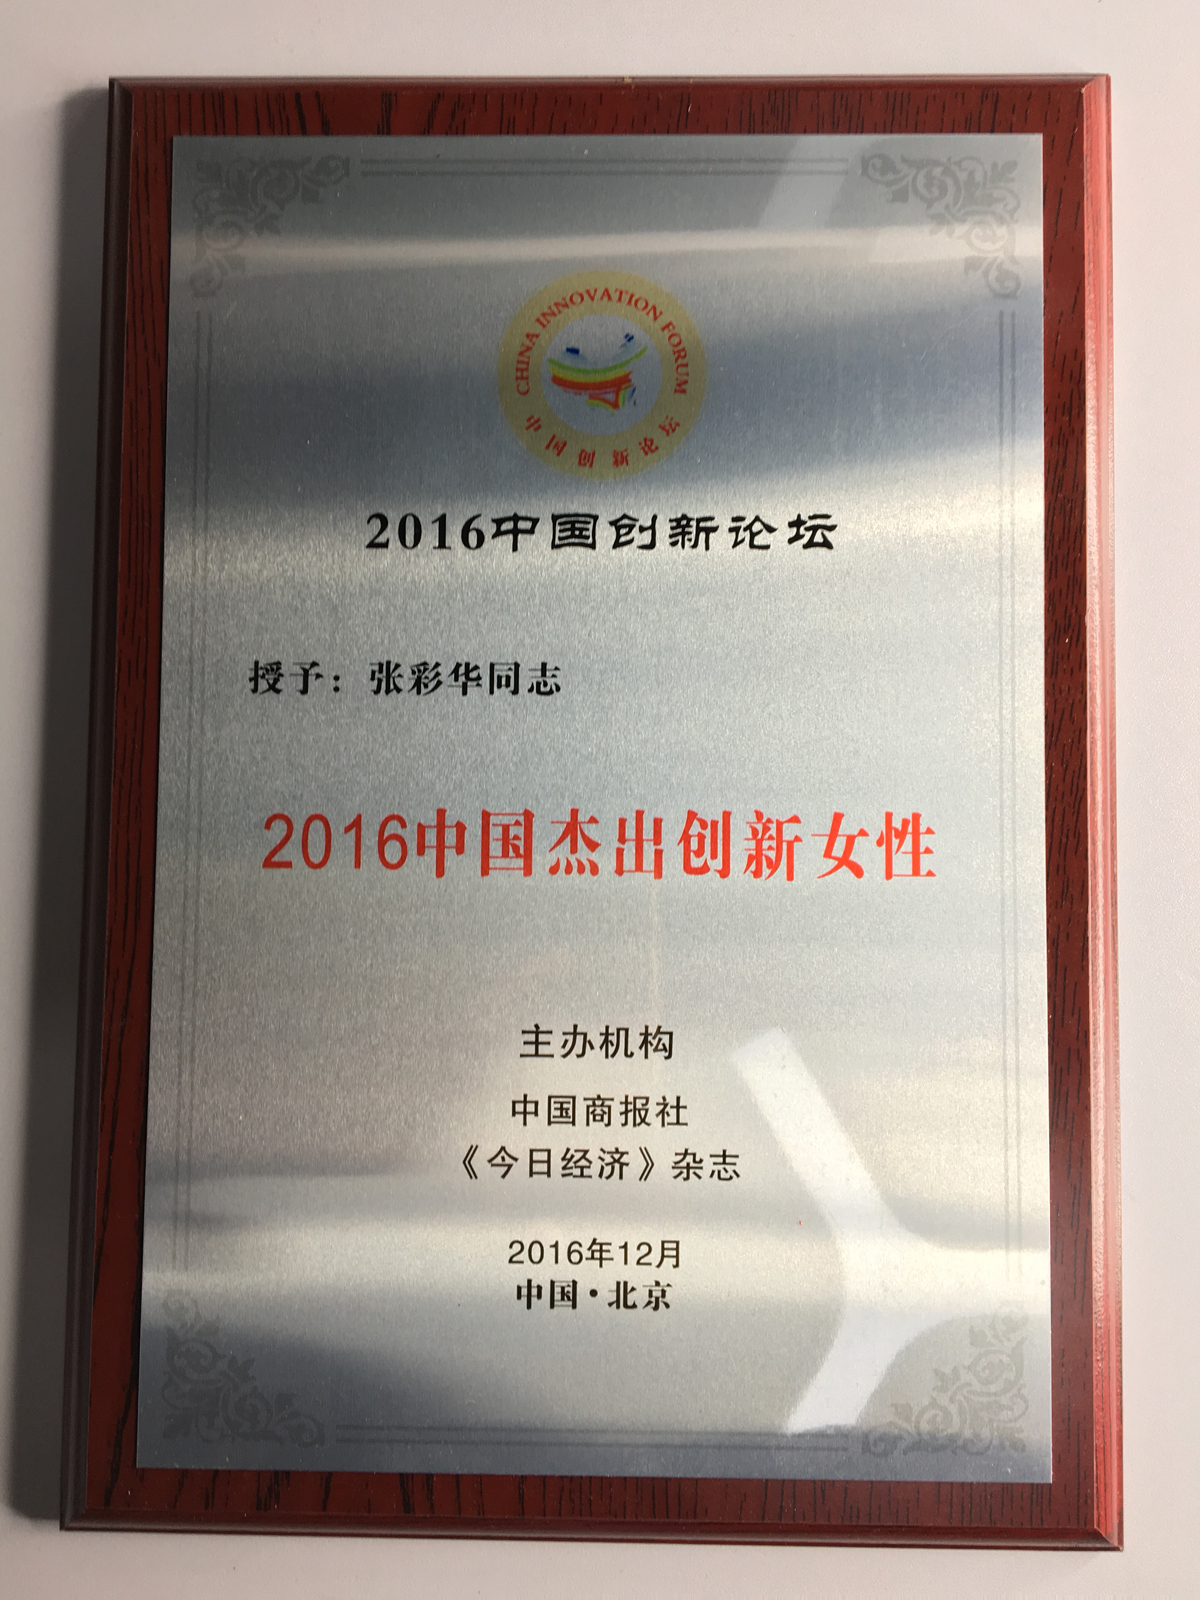 CHINA INNOVATION FORUM
中国创新论坛
2016中国创新论坛
授予：张彩华同志
2016中国杰出创新女性
主办机构
中国商报社
《今日经济》杂志
2016年12月
中国·北京